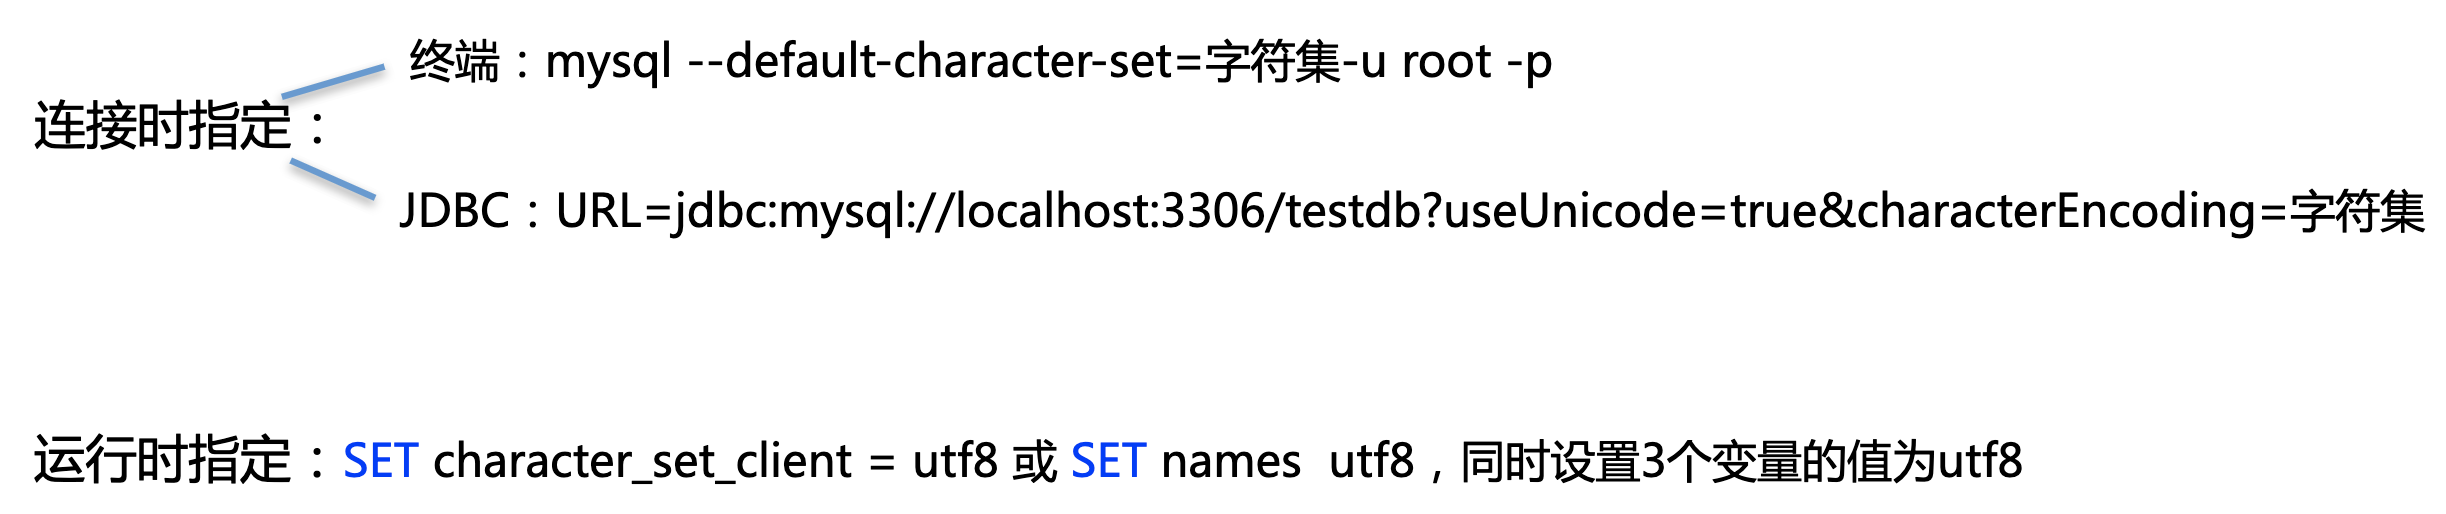 终端：mysql --default-character-set=字符集-u root -p
连接时指定：
JDBC：URL=jdbc:mysql://localhost:3306/testdb?useUnicode=true&characterEncoding=字符集
运行时指定：SET character_set_client = utf8 或 SET names  utf8，同时设置3个变量的值为utf8